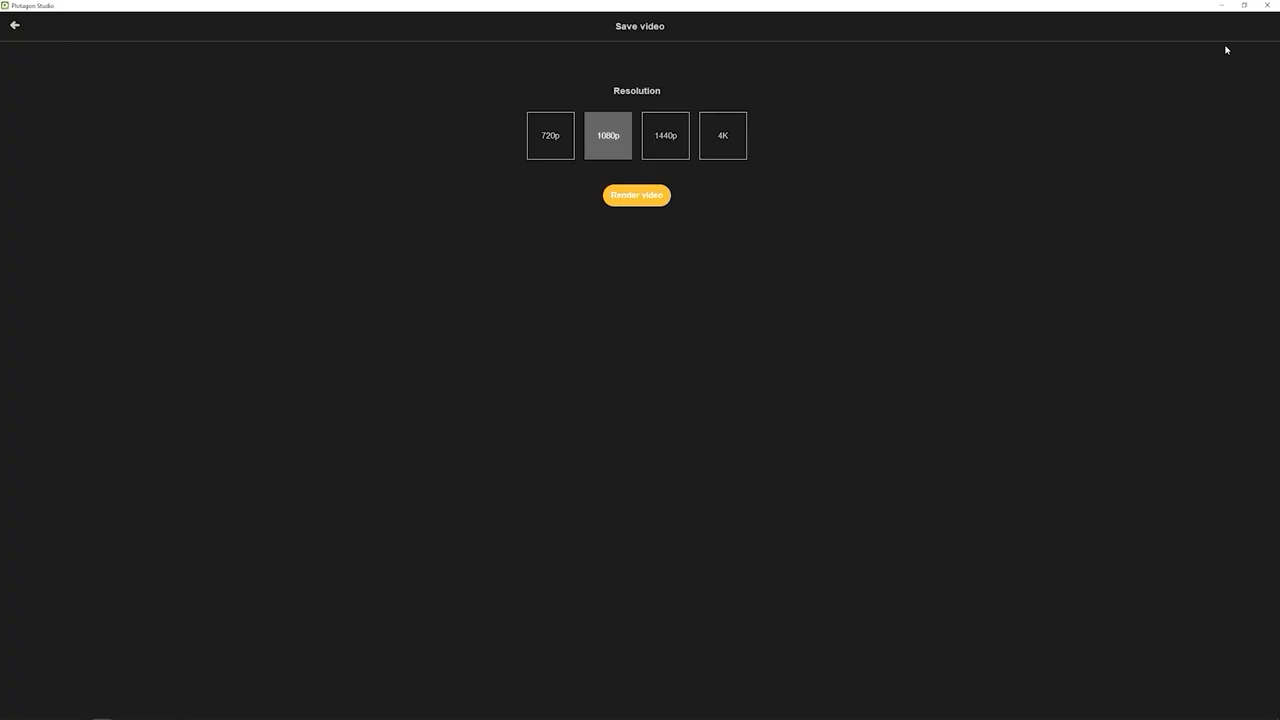 Plotagon Studio
Save video
Resolution
720p 1080p 1440p 4K
Render video